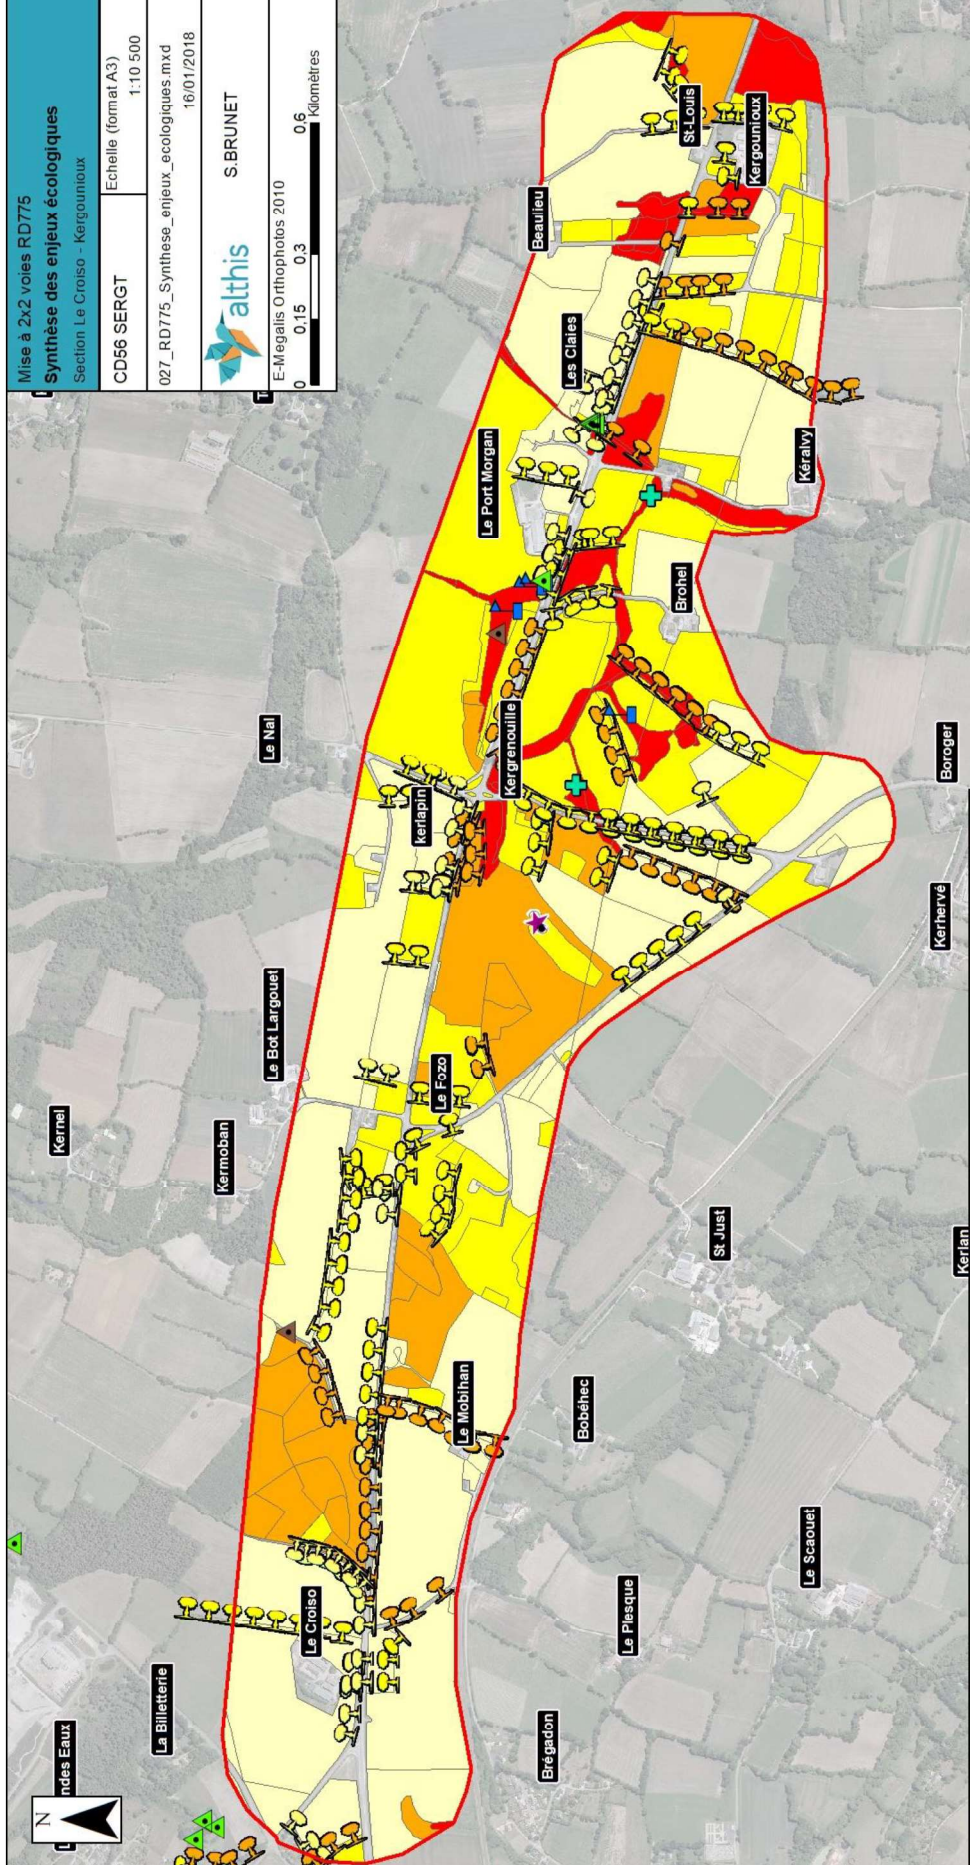 Mise à 2x2 voies RD775
Synthèse des enjeux écologiques
Section Le Croiso - Kergounioux
CD56 SERGT
Echelle (format A3)
1:10 500
027_RD775_Synthese_enjeux_ecologiques.mxd
16/01/2018
althis
S.BRUNET
E-Megalis Orthophotos 2010
0 0,15 0,3 0,6
Kilomètres
N
ndes Eaux
La Billetterie
Le Croiso
Brégadon
Le Plesque
Le Scaouet
Bobéhec
Le Mobihan
Kernel
Kermoban
Le Bot Largouet
Le Fozo
St Just
Kerlan
Le Nal
kerlapin
Kergrenouille
Kerhervé
Boroger
Brohel
Le Port Morgan
Les Claies
Kéralvy
Beaulieu
St-Louis
Kergounioux